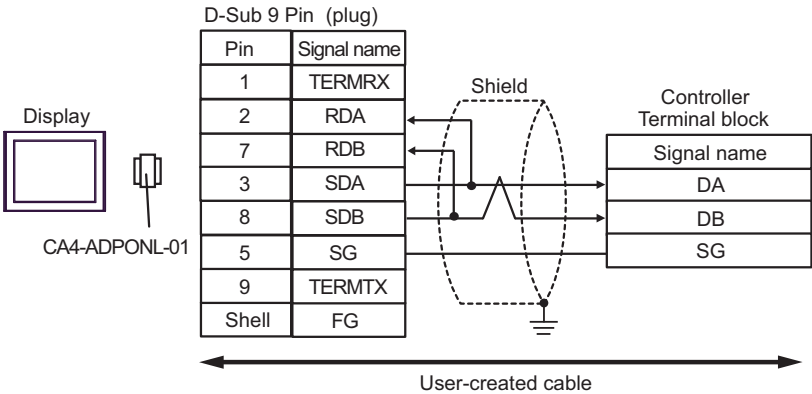 D-Sub 9 Pin (plug)
Pin Signal name
1 TERMRX
2 RDA
7 RDB
3 SDA
8 SDB
5 SG
9 TERMTX
Shell FG
Display
CA4-ADPONL-01
Shield
Controller
Terminal block
Signal name
DA
DB
SG
User-created cable